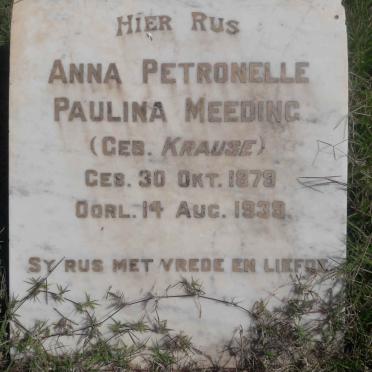 HIER RUS
ANNA PETRONELLE
PAULINA MEEDING
(GEB. KRAUSE)
GEB. 30 OKT. 1879
OORL. 14 AUG. 1938.
SY RUS MET VREDE EN LIEFDE